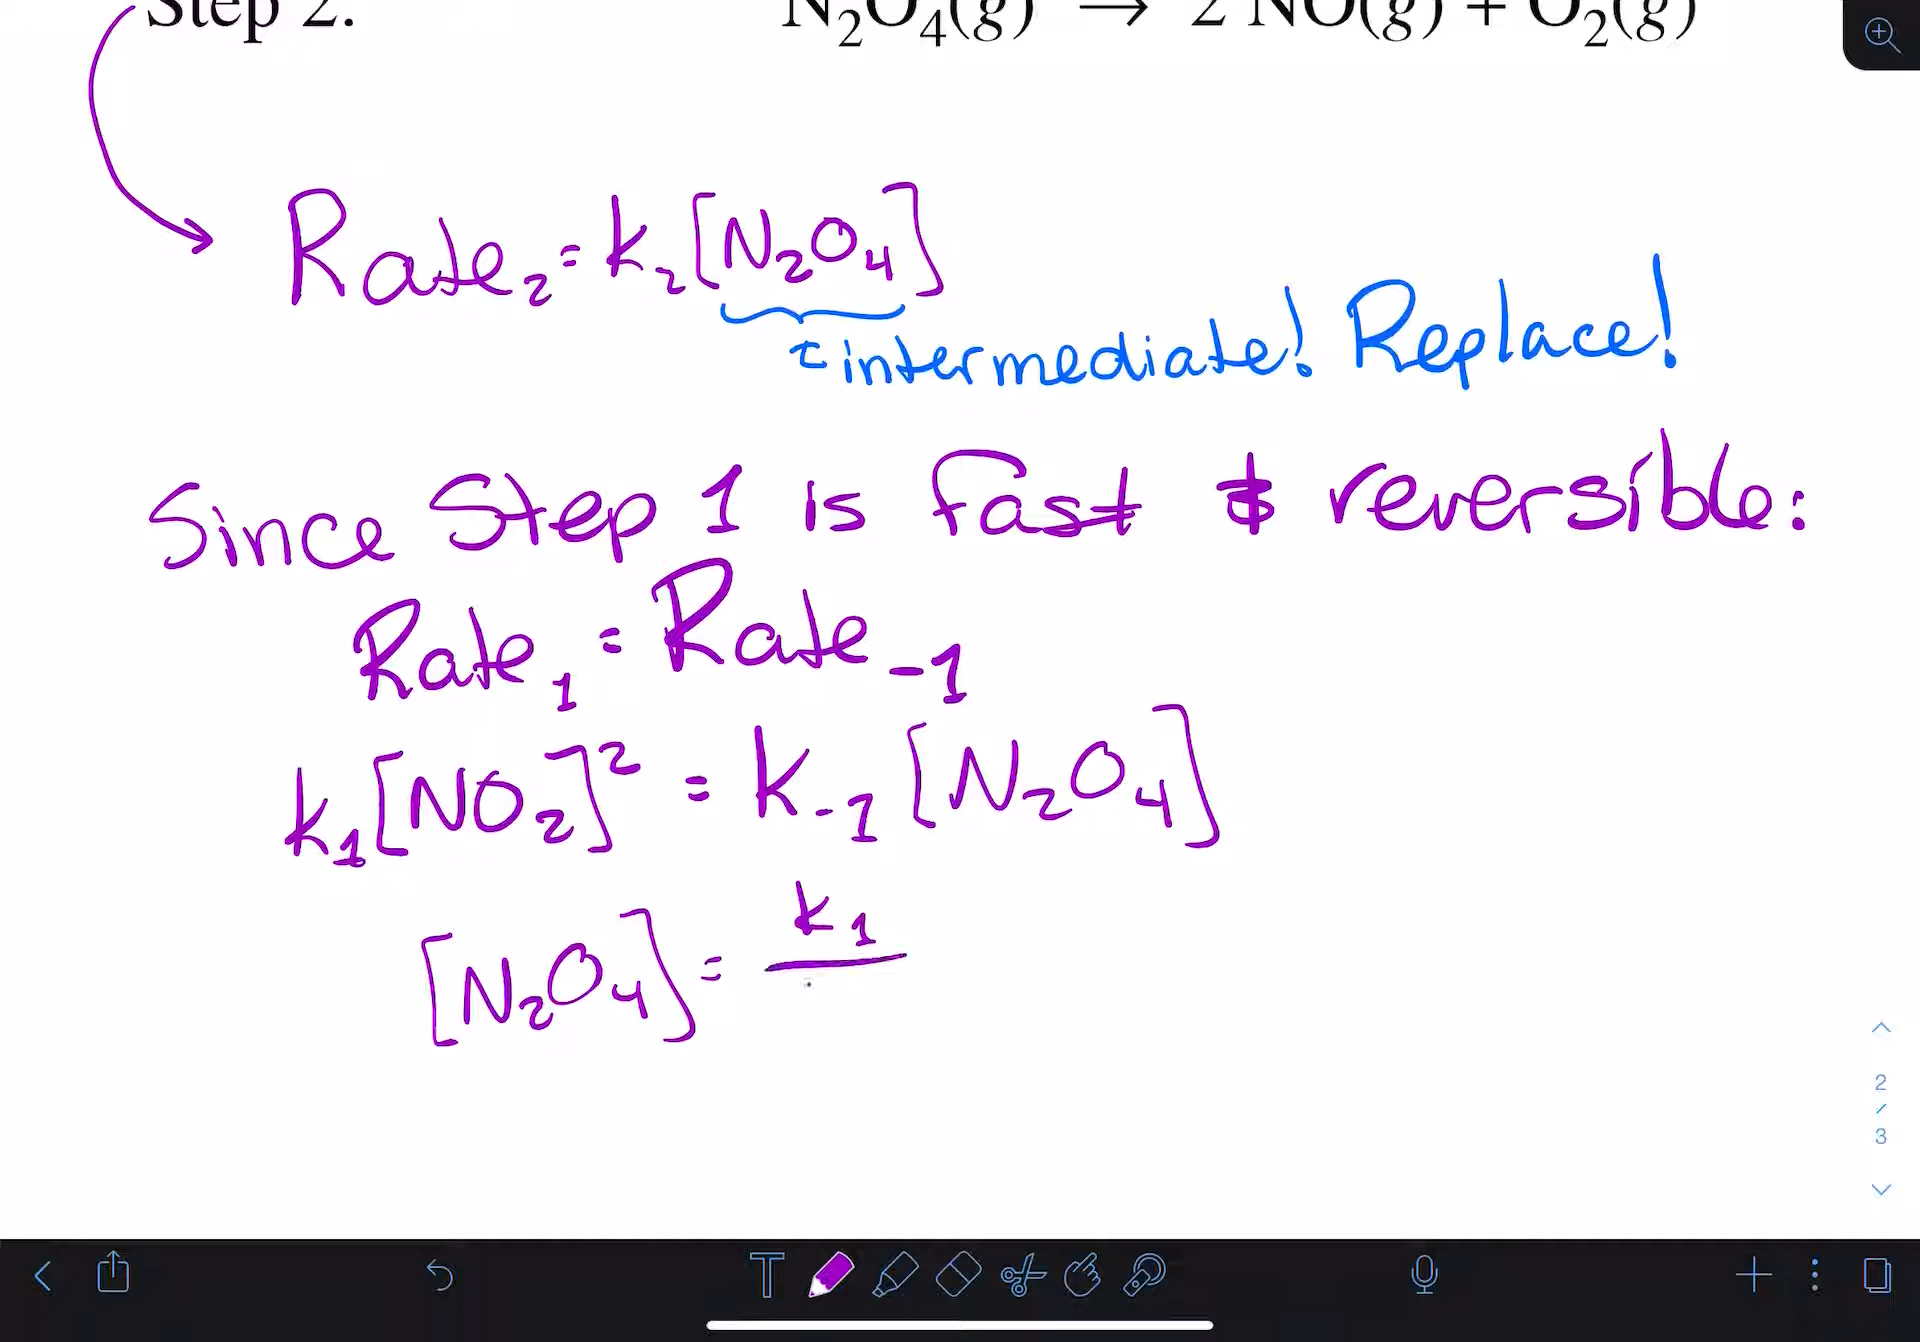 Step 2: N₂O₄(g) → 2 NO(g) + O₂(g)
Rate₂ = k₂[N₂O₄]
= intermediate! Replace!
Since Step 1 is fast & reversible:
Rate₁ = Rate₋₁
k₁[NO₂]² = k₋₁[N₂O₄]
[N₂O₄] = k₁/
2
/
3
T